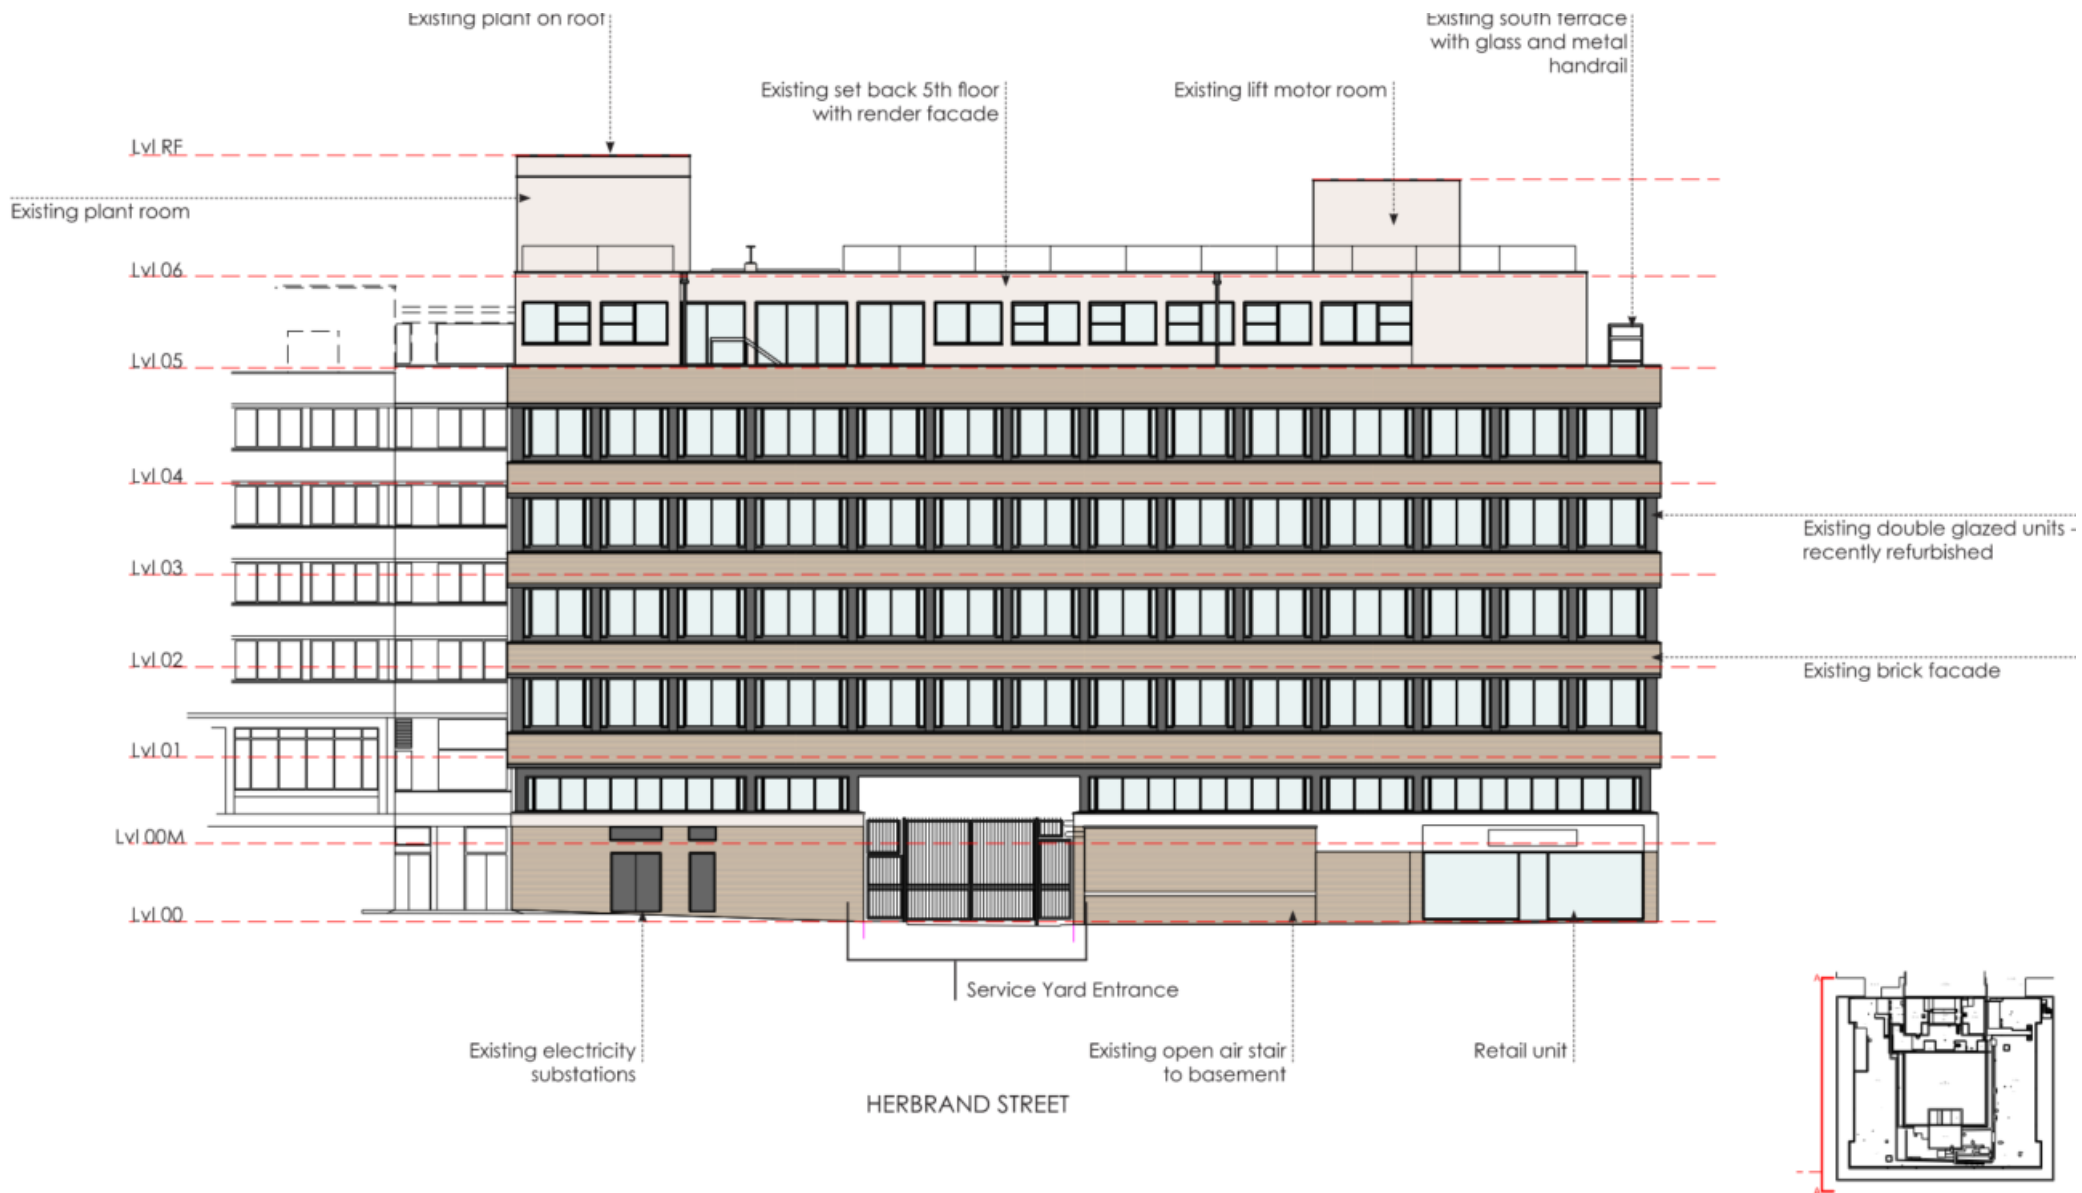 Existing plant on roof
Existing south terrace
with glass and metal
handrail
Existing set back 5th floor
with render facade
Existing lift motor room
Lvl RF
Existing plant room
Lvl 06
Lvl 05
Lvl 04
Existing double glazed units -
recently refurbished
Lvl 03
Lvl 02
Existing brick facade
Lvl 01
Lvl 00M
Lvl 00
Service Yard Entrance
Existing electricity
substations
Existing open air stair
to basement
Retail unit
HERBRAND STREET
A
A